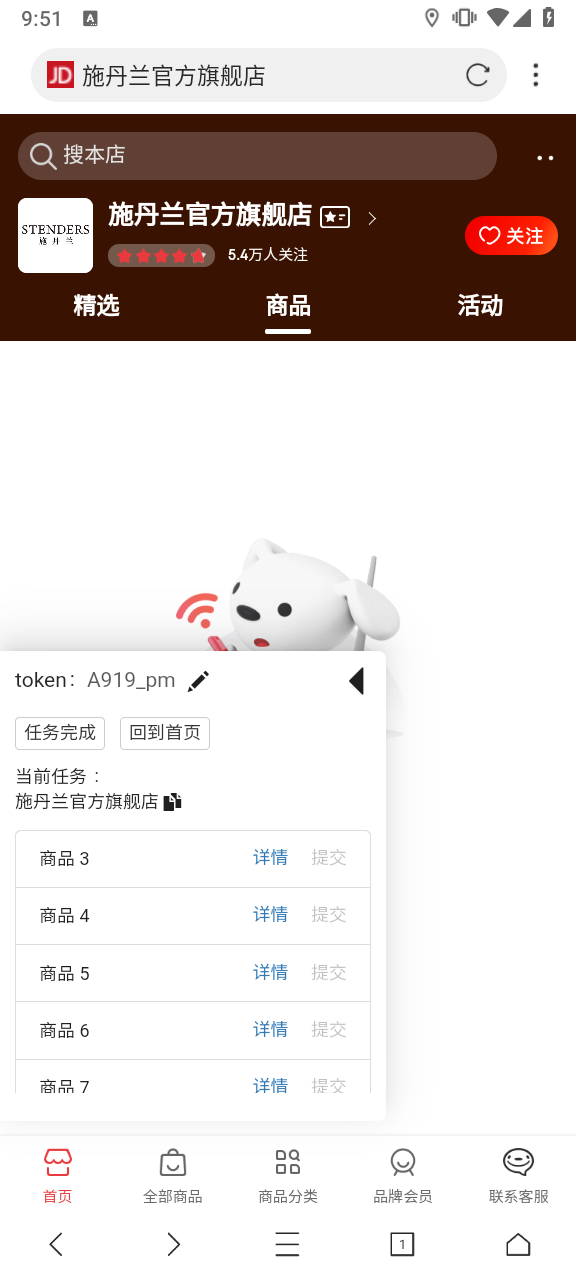 9:51
A
JD 施丹兰官方旗舰店
搜本店
施丹兰官方旗舰店
STENDERS
施丹兰
5.4万人关注
关注
精选 商品 活动
token: A919_pm
任务完成 回到首页
当前任务：
施丹兰官方旗舰店
商品 3 详情 提交
商品 4 详情 提交
商品 5 详情 提交
商品 6 详情 提交
商品 7 详情 提交
首页 全部商品 商品分类 品牌会员 联系客服
1